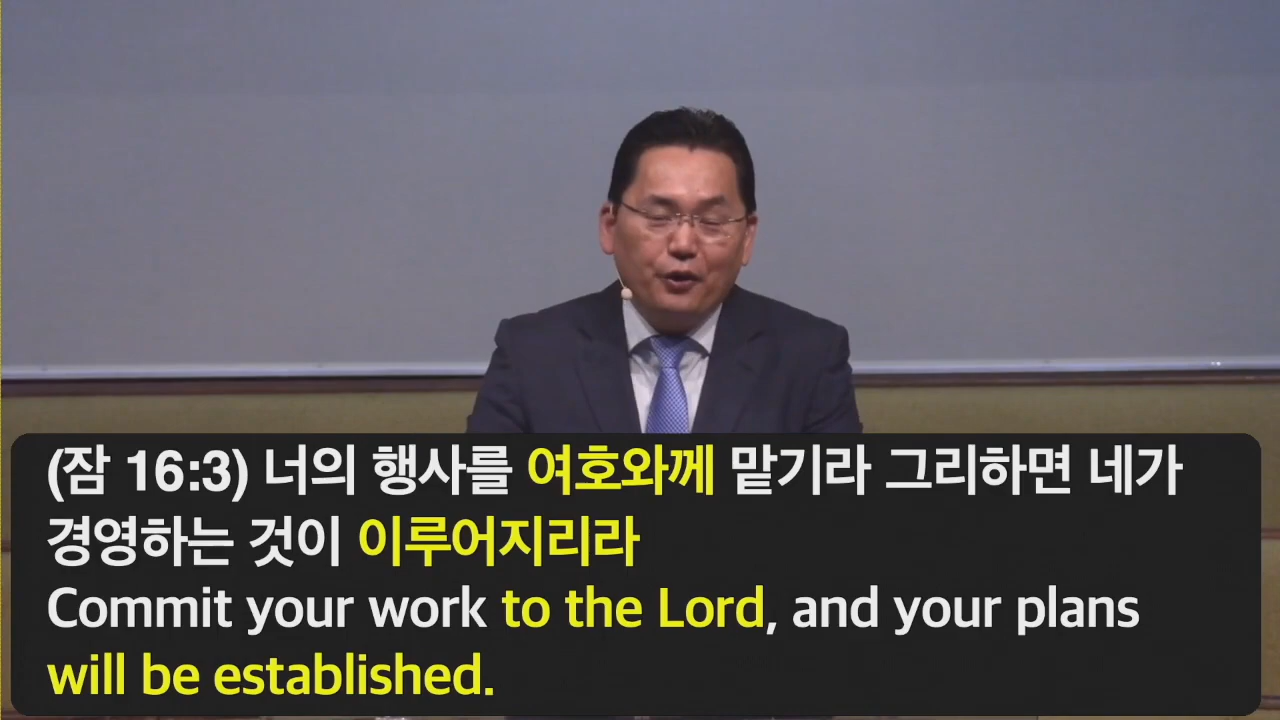 (잠 16:3) 너의 행사를 여호와께 맡기라 그리하면 네가
경영하는 것이 이루어지리라
Commit your work to the Lord, and your plans
will be established.